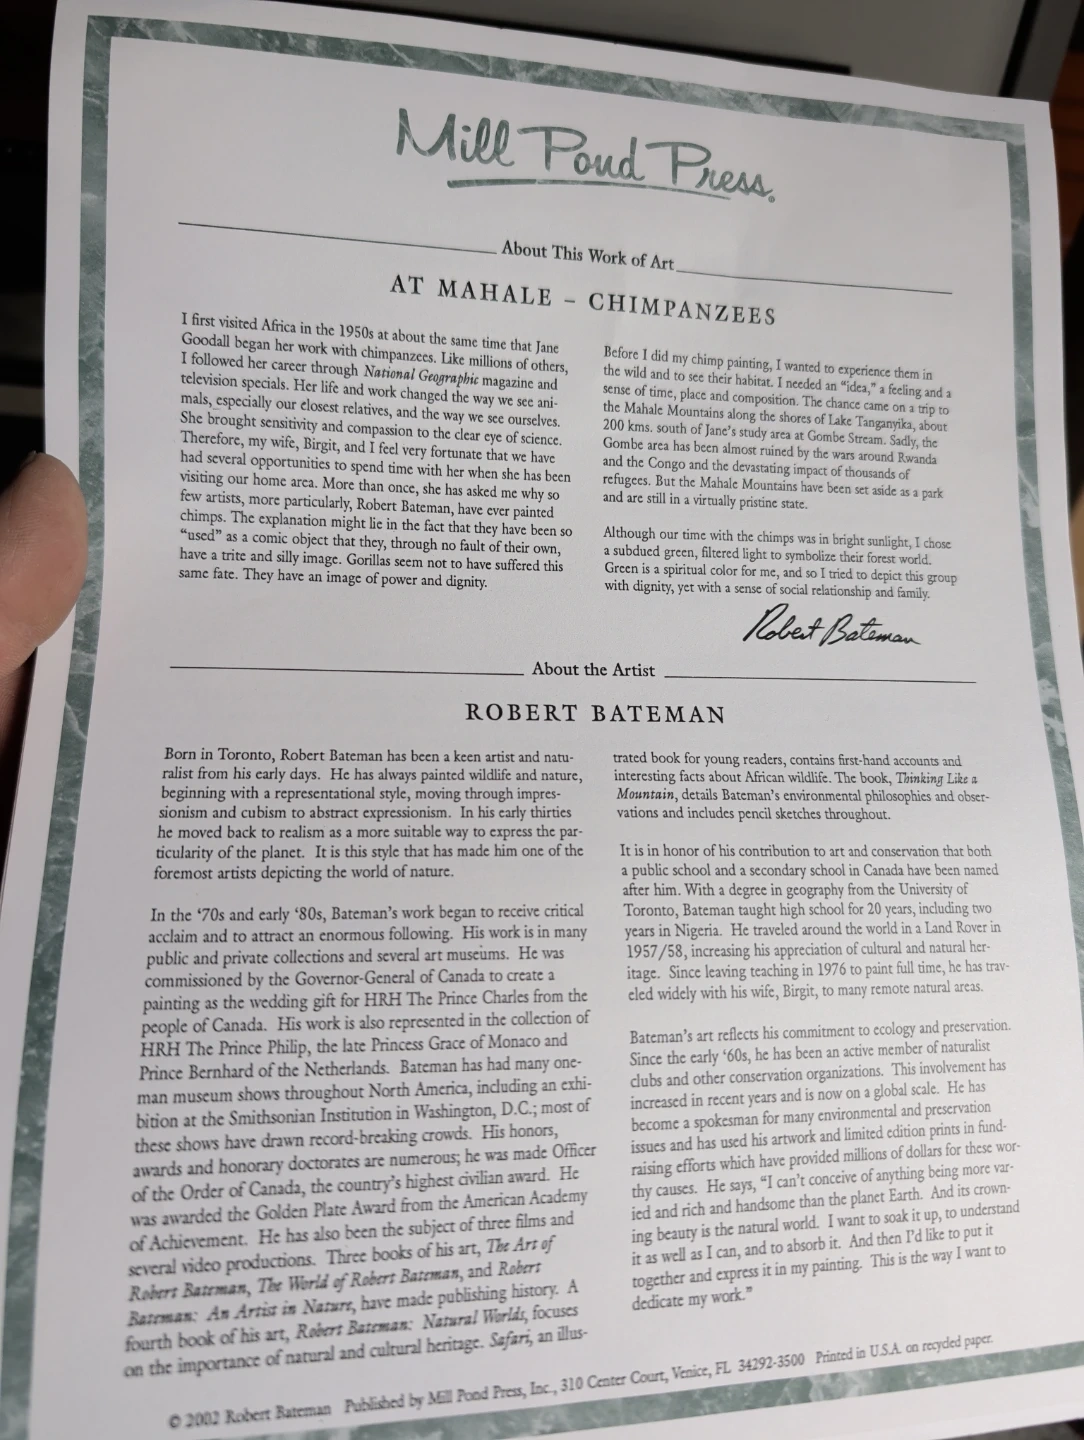 Mill Pond Press®
About This Work of Art
AT MAHALE – CHIMPANZEES
I first visited Africa in the 1950s at about the same time that Jane
Goodall began her work with chimpanzees. Like millions of others,
I followed her career through National Geographic magazine and
television specials. Her life and work changed the way we see ani-
mals, especially our closest relatives, and the way we see ourselves.
She brought sensitivity and compassion to the clear eye of science.
Therefore, my wife, Birgit, and I feel very fortunate that we have
had several opportunities to spend time with her when she has been
visiting our home area. More than once, she has asked me why so
few artists, more particularly, Robert Bateman, have ever painted
chimps. The explanation might lie in the fact that they have been so
"used" as a comic object that they, through no fault of their own,
have a trite and silly image. Gorillas seem not to have suffered this
same fate. They have an image of power and dignity.
Before I did my chimp painting, I wanted to experience them in
the wild and to see their habitat. I needed an "idea," a feeling and a
sense of time, place and composition. The chance came on a trip to
the Mahale Mountains along the shores of Lake Tanganyika, about
200 kms. south of Jane's study area at Gombe Stream. Sadly, the
Gombe area has been almost ruined by the wars around Rwanda
and the Congo and the devastating impact of thousands of
refugees. But the Mahale Mountains have been set aside as a park
and are still in a virtually pristine state.
Although our time with the chimps was in bright sunlight, I chose
a subdued green, filtered light to symbolize their forest world.
Green is a spiritual color for me, and so I tried to depict this group
with dignity, yet with a sense of social relationship and family.
Robert Bateman
About the Artist
ROBERT BATEMAN
Born in Toronto, Robert Bateman has been a keen artist and natu-
ralist from his early days. He has always painted wildlife and nature,
beginning with a representational style, moving through impres-
sionism and cubism to abstract expressionism. In his early thirties
he moved back to realism as a more suitable way to express the par-
ticularity of the planet. It is this style that has made him one of the
foremost artists depicting the world of nature.
In the '70s and early '80s, Bateman's work began to receive critical
acclaim and to attract an enormous following. His work is in many
public and private collections and several art museums. He was
commissioned by the Governor-General of Canada to create a
painting as the wedding gift for HRH The Prince Charles from the
people of Canada. His work is also represented in the collection of
HRH The Prince Philip, the late Princess Grace of Monaco and
Prince Bernhard of the Netherlands. Bateman has had many one-
man museum shows throughout North America, including an exhi-
bition at the Smithsonian Institution in Washington, D.C.; most of
these shows have drawn record-breaking crowds. His honors,
awards and honorary doctorates are numerous; he was made Officer
of the Order of Canada, the country's highest civilian award. He
was awarded the Golden Plate Award from the American Academy
of Achievement. He has also been the subject of three films and
several video productions. Three books of his art, The Art of
Robert Bateman, The World of Robert Bateman, and Robert
Bateman: An Artist in Nature, have made publishing history. A
fourth book of his art, Robert Bateman: Natural Worlds, focuses
on the importance of natural and cultural heritage. Safari, an illus-
trated book for young readers, contains first-hand accounts and
interesting facts about African wildlife. The book, Thinking Like a
Mountain, details Bateman's environmental philosophies and obser-
vations and includes pencil sketches throughout.
It is in honor of his contribution to art and conservation that both
a public school and a secondary school in Canada have been named
after him. With a degree in geography from the University of
Toronto, Bateman taught high school for 20 years, including two
years in Nigeria. He traveled around the world in a Land Rover in
1957/58, increasing his appreciation of cultural and natural her-
itage. Since leaving teaching in 1976 to paint full time, he has trav-
eled widely with his wife, Birgit, to many remote natural areas.
Bateman's art reflects his commitment to ecology and preservation.
Since the early '60s, he has been an active member of naturalist
clubs and other conservation organizations. This involvement has
increased in recent years and is now on a global scale. He has
become a spokesman for many environmental and preservation
issues and has used his artwork and limited edition prints in fund-
raising efforts which have provided millions of dollars for these wor-
thy causes. He says, "I can't conceive of anything being more var-
ied and rich and handsome than the planet Earth. And its crown-
ing beauty is the natural world. I want to soak it up, to understand
it as well as I can, and to absorb it. And then I'd like to put it
together and express it in my painting. This is the way I want to
dedicate my work."
© 2002 Robert Bateman Published by Mill Pond Press, Inc., 310 Center Court, Venice, FL 34292-3500 Printed in U.S.A. on recycled paper.